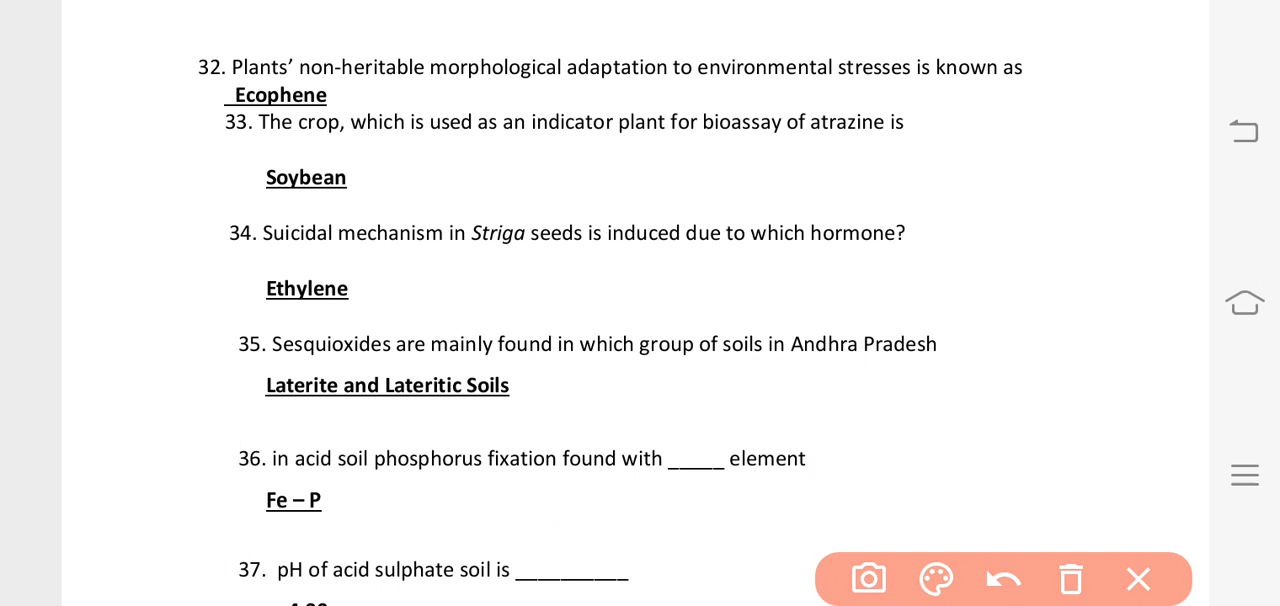 32. Plants’ non-heritable morphological adaptation to environmental stresses is known as
Ecophene
33. The crop, which is used as an indicator plant for bioassay of atrazine is
Soybean
34. Suicidal mechanism in Striga seeds is induced due to which hormone?
Ethylene
35. Sesquioxides are mainly found in which group of soils in Andhra Pradesh
Laterite and Lateritic Soils
36. in acid soil phosphorus fixation found with _____ element
Fe – P
37. pH of acid sulphate soil is __________